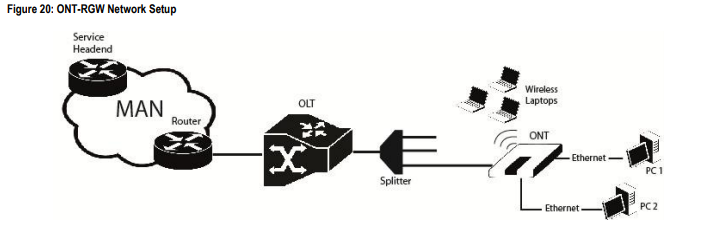 Figure 20: ONT-RGW Network Setup
Service
Headend
MAN
Router
OLT
Splitter
Wireless
Laptops
ONT
Ethernet
PC 1
Ethernet
PC 2